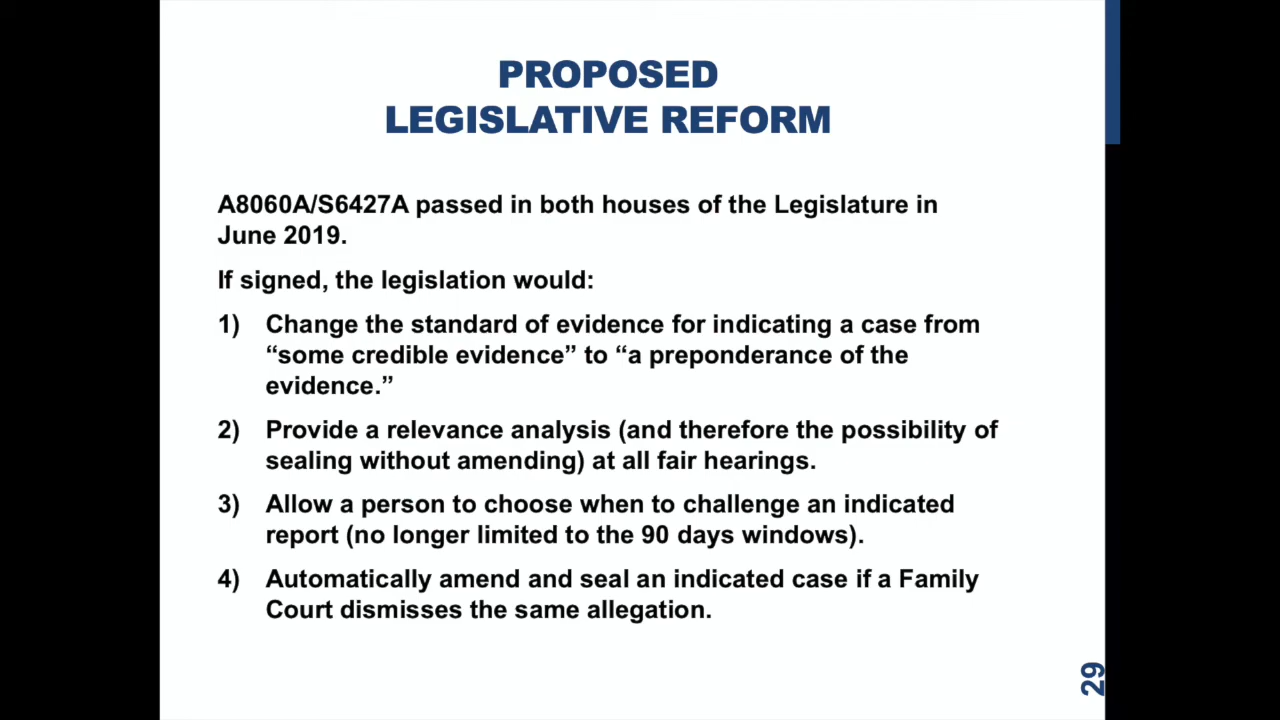 PROPOSED
LEGISLATIVE REFORM
A8060A/S6427A passed in both houses of the Legislature in
June 2019.
If signed, the legislation would:
1) Change the standard of evidence for indicating a case from
“some credible evidence” to “a preponderance of the
evidence.”
2) Provide a relevance analysis (and therefore the possibility of
sealing without amending) at all fair hearings.
3) Allow a person to choose when to challenge an indicated
report (no longer limited to the 90 days windows).
4) Automatically amend and seal an indicated case if a Family
Court dismisses the same allegation.
29